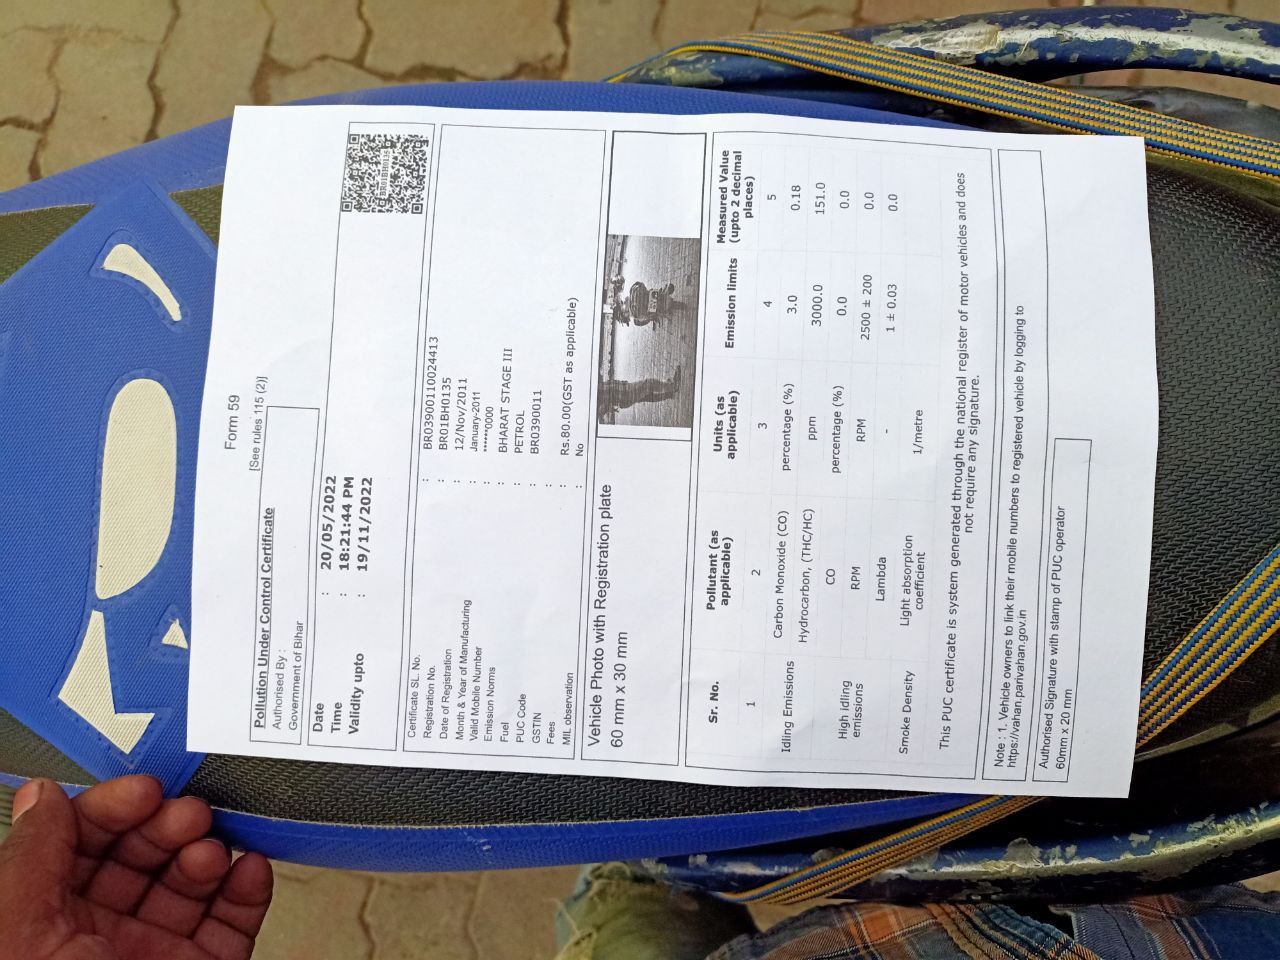 Form 59
[See rules 115 (2)]
Pollution Under Control Certificate
Authorised By :
Government of Bihar
Date : 20/05/2022
Time : 18:21:44 PM
Validity upto : 19/11/2022
BR01BH0135
Certificate SL. No. : BR03900110024413
Registration No. : BR01BH0135
Date of Registration : 12/Nov/2011
Month & Year of Manufacturing : January-2011
Valid Mobile Number : ******0000
Emission Norms : BHARAT STAGE III
Fuel : PETROL
PUC Code : BR0390011
GSTIN :
Fees : Rs.80.00(GST as applicable)
MIL observation : No
Vehicle Photo with Registration plate
60 mm x 30 mm
Sr. No. Pollutant (as applicable) Units (as applicable) Emission limits Measured Value (upto 2 decimal places)
1 2 3 4 5
Idling Emissions Carbon Monoxide (CO) percentage (%) 3.0 0.18
Hydrocarbon, (THC/HC) ppm 3000.0 151.0
High idling emissions CO percentage (%) 0.0 0.0
RPM RPM 2500 ± 200 0.0
Lambda - 1 ± 0.03 0.0
Smoke Density Light absorption coefficient 1/metre
This PUC certificate is system generated through the national register of motor vehicles and does
not require any signature.
Note : 1. Vehicle owners to link their mobile numbers to registered vehicle by logging to
https://vahan.parivahan.gov.in
Authorised Signature with stamp of PUC operator
60mm x 20 mm